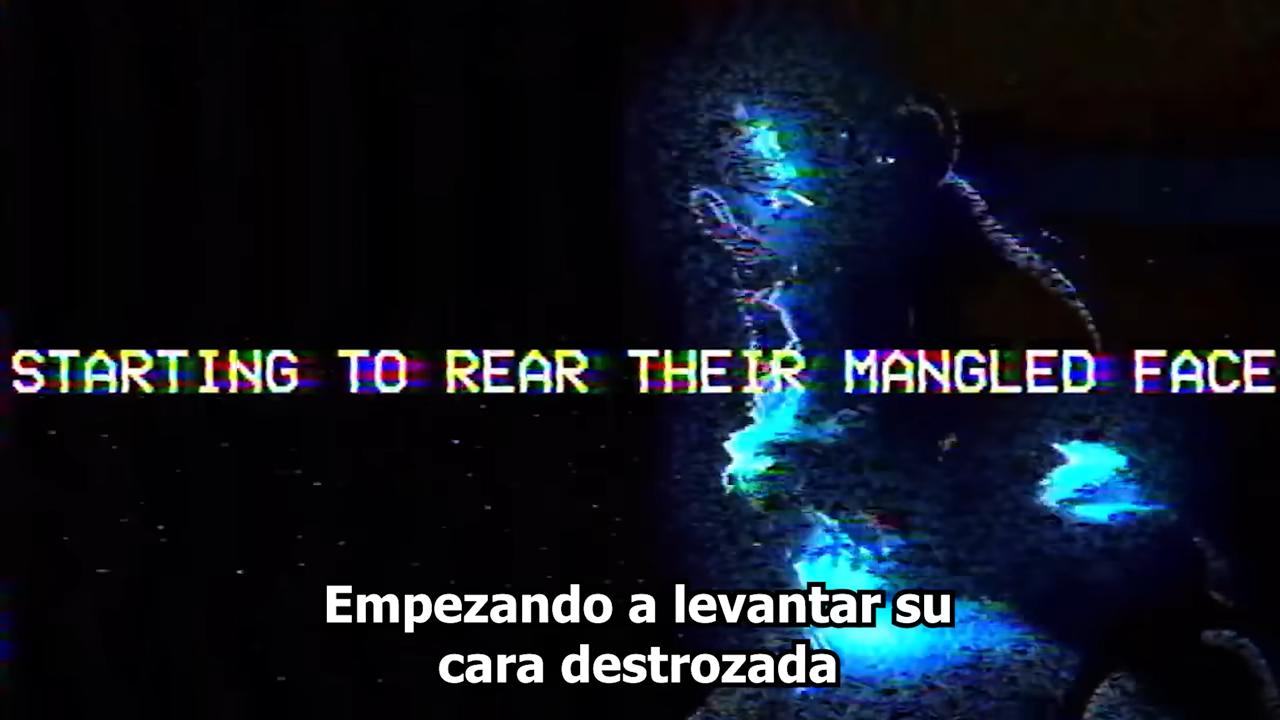 STARTING TO REAR THEIR MANGLED FACE
Empezando a levantar su
cara destrozada